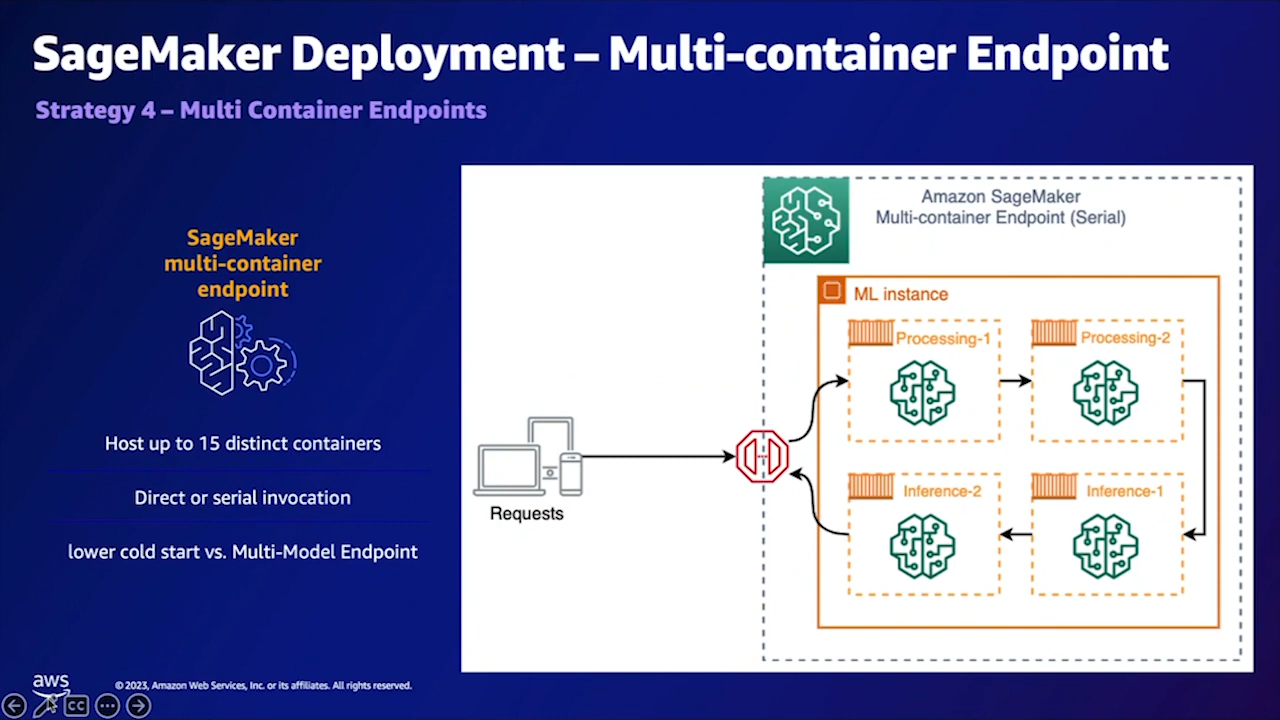 SageMaker Deployment – Multi-container Endpoint
Strategy 4 – Multi Container Endpoints
SageMaker
multi-container
endpoint
Host up to 15 distinct containers
Direct or serial invocation
lower cold start vs. Multi-Model Endpoint
Amazon SageMaker
Multi-container Endpoint (Serial)
ML instance
Processing-1
Processing-2
Inference-2
Inference-1
Requests
aws
© 2023, Amazon Web Services, Inc. or its affiliates. All rights reserved.
CC